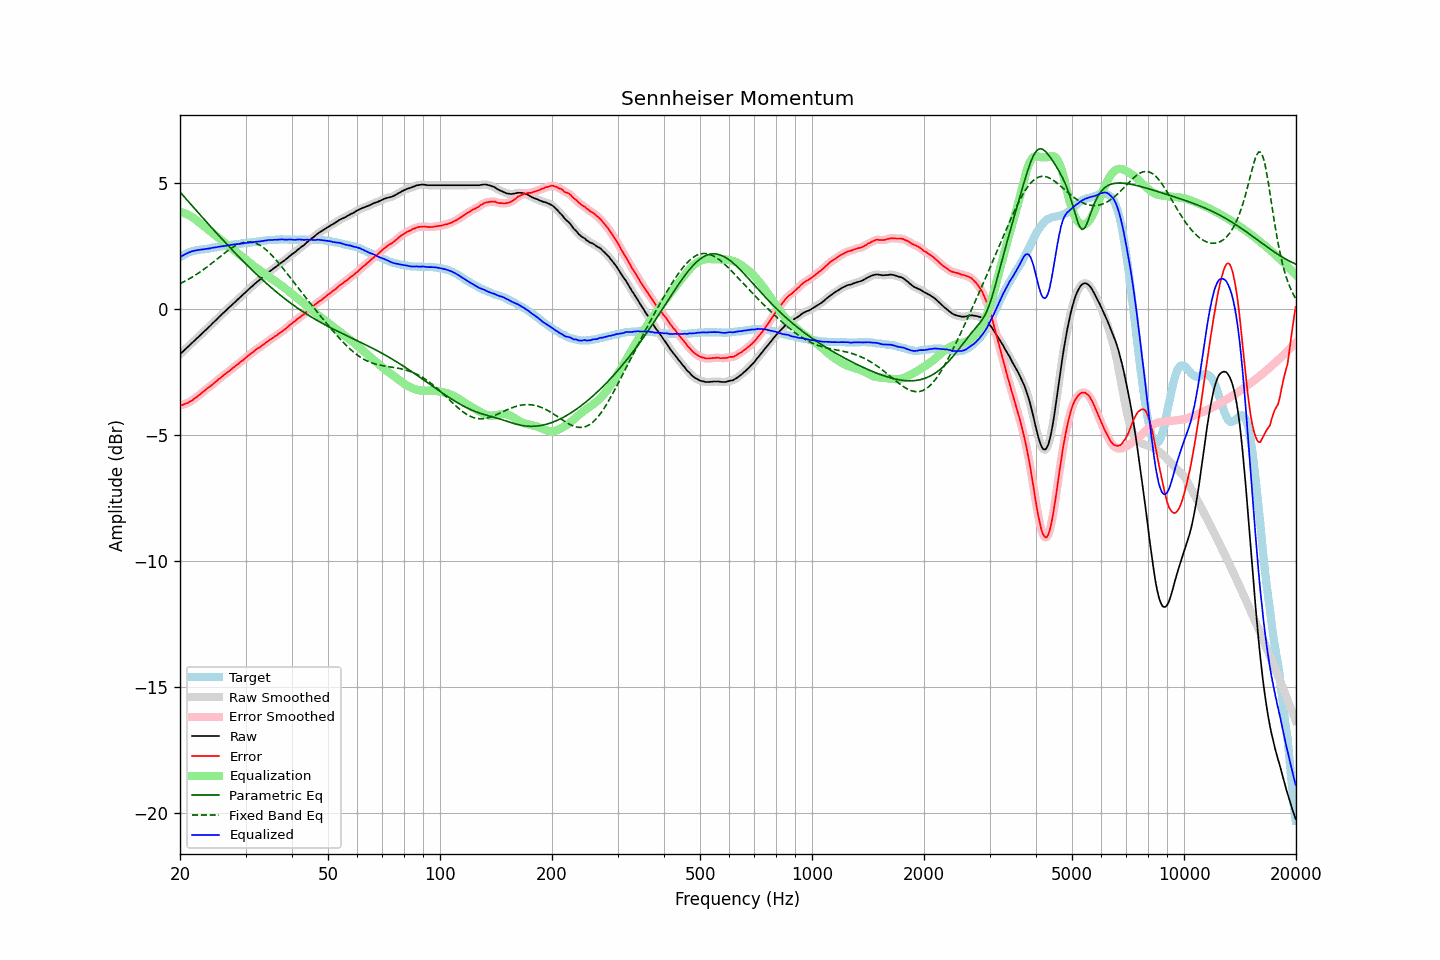 Sennheiser Momentum
Amplitude (dBr)
5
0
−5
−10
−15
−20
Target
Raw Smoothed
Error Smoothed
Raw
Error
Equalization
Parametric Eq
Fixed Band Eq
Equalized
20 50 100 200 500 1000 2000 5000 10000 20000
Frequency (Hz)